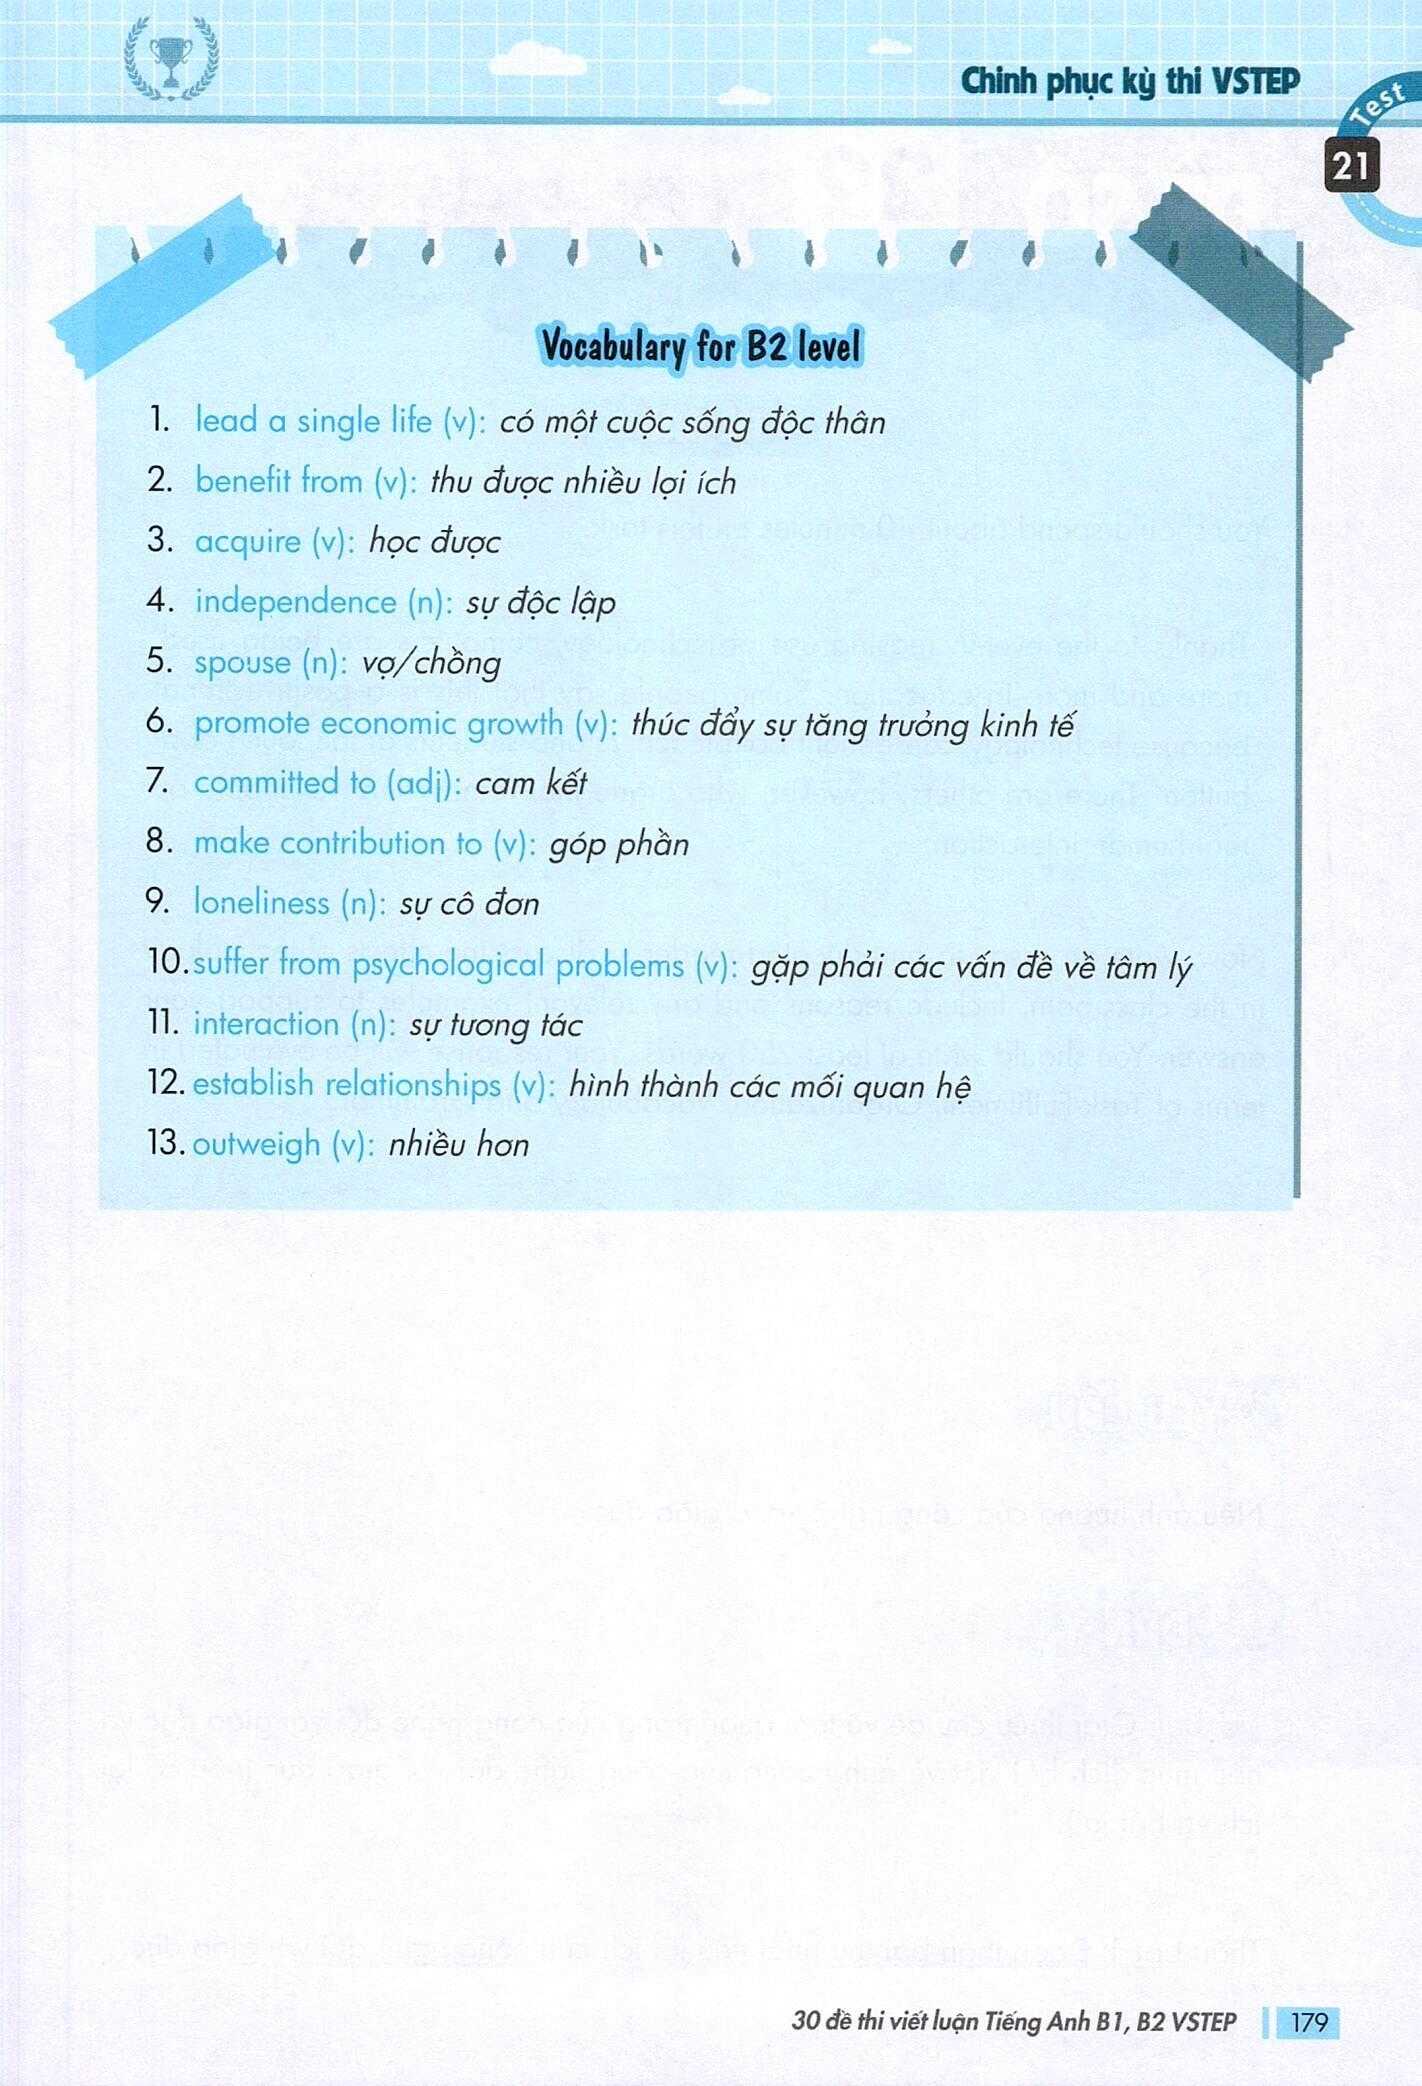 Chinh phục kỳ thi VSTEP
Test
21
Vocabulary for B2 level
1. lead a single life (v): có một cuộc sống độc thân
2. benefit from (v): thu được nhiều lợi ích
3. acquire (v): học được
4. independence (n): sự độc lập
5. spouse (n): vợ/chồng
6. promote economic growth (v): thúc đẩy sự tăng trưởng kinh tế
7. committed to (adj): cam kết
8. make contribution to (v): góp phần
9. loneliness (n): sự cô đơn
10. suffer from psychological problems (v): gặp phải các vấn đề về tâm lý
11. interaction (n): sự tương tác
12. establish relationships (v): hình thành các mối quan hệ
13. outweigh (v): nhiều hơn
30 đề thi viết luận Tiếng Anh B1, B2 VSTEP 179